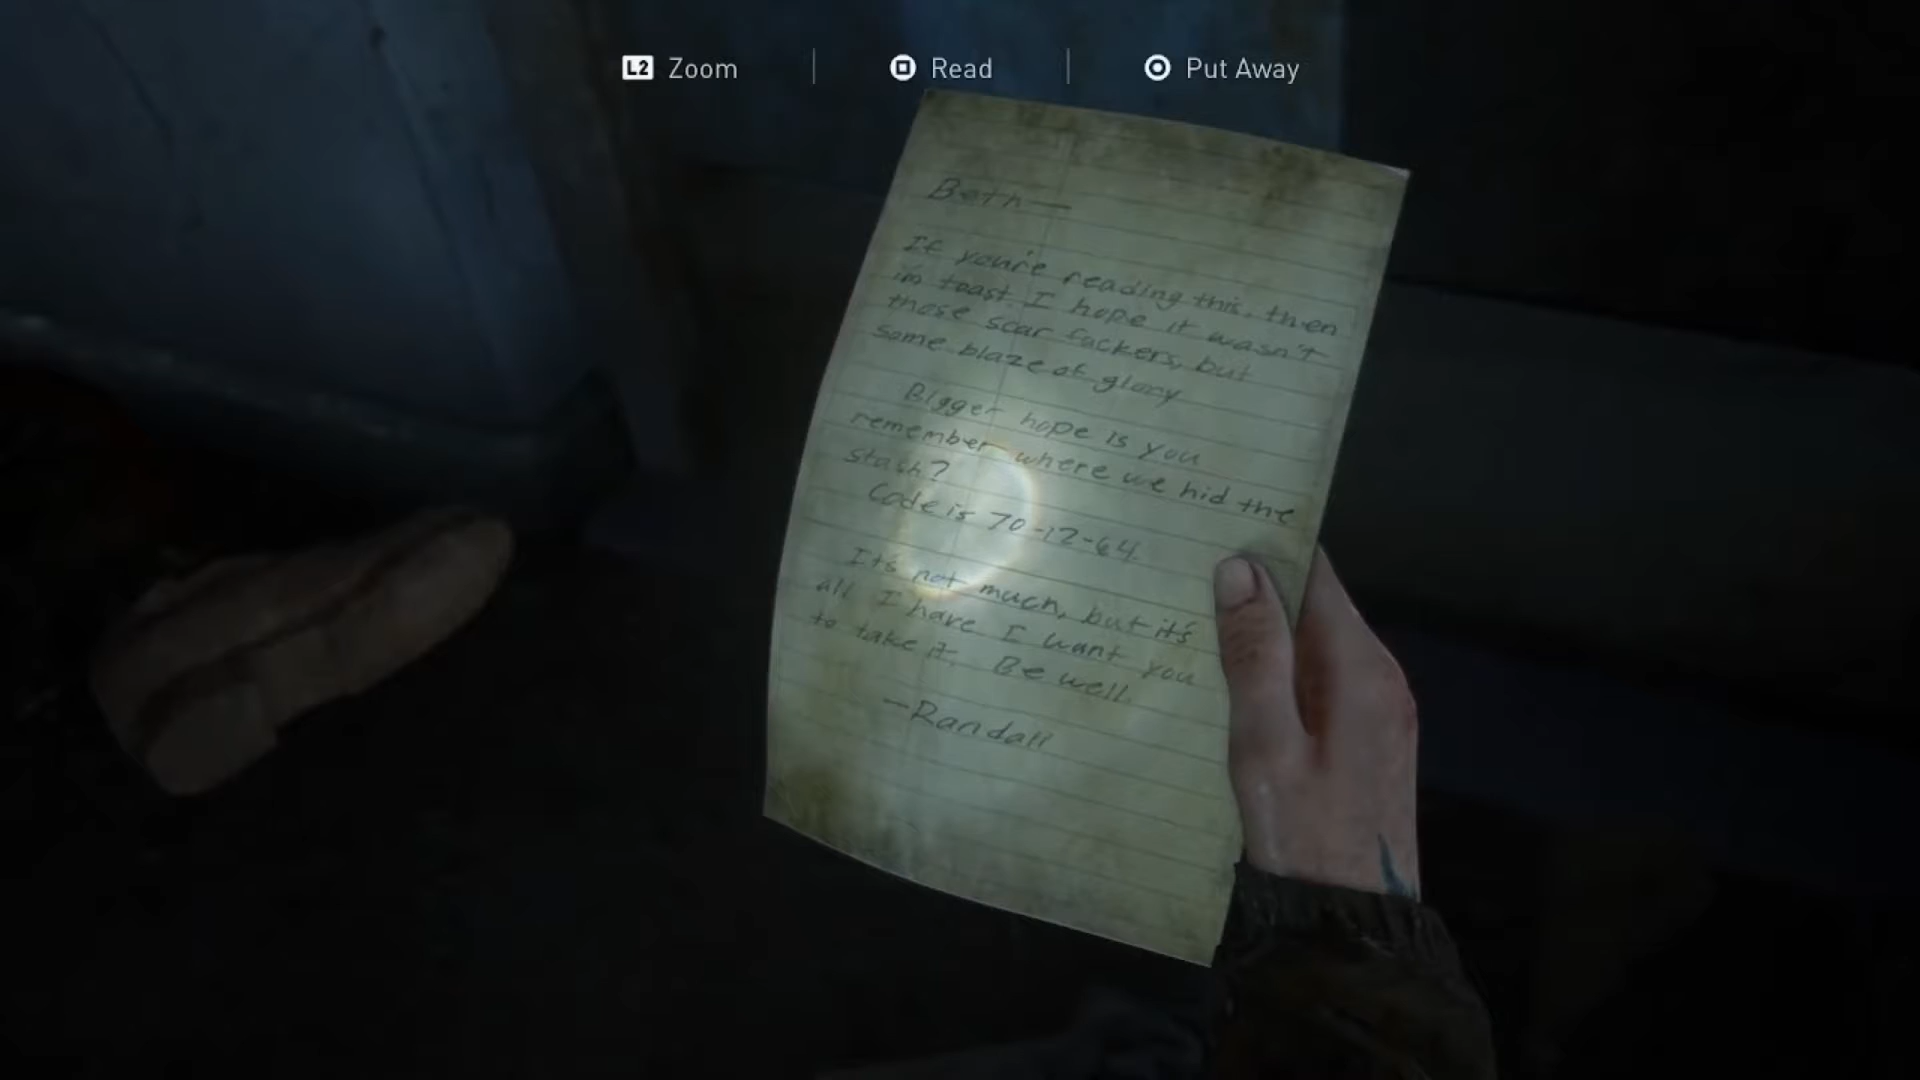 L2 Zoom | Read | Put Away
Beth—
If you're reading this, then
im toast. I hope it wasn't
those scar fuckers, but
some blaze of glory
Bigger hope is you
remember where we hid the
stash?
Code is 70-12-64.
It's not much, but it's
all I have I want you
to take it. Be well.
—Randall